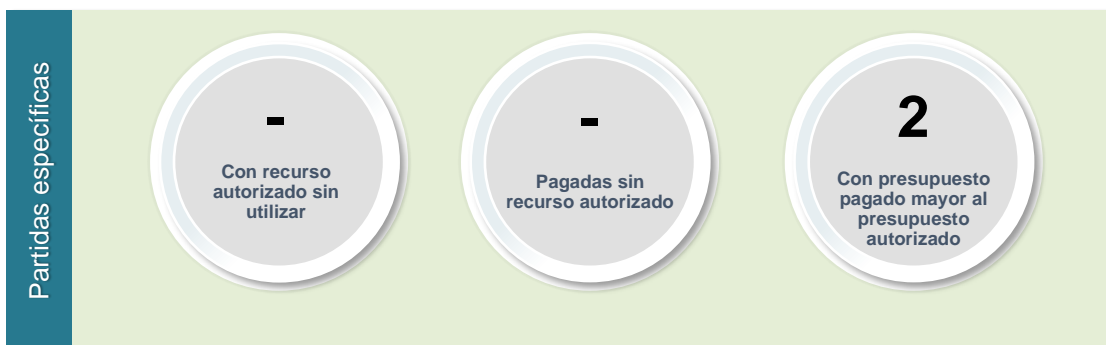 Partidas específicas
-
Con recurso
autorizado sin
utilizar
-
Pagadas sin
recurso autorizado
2
Con presupuesto
pagado mayor al
presupuesto
autorizado